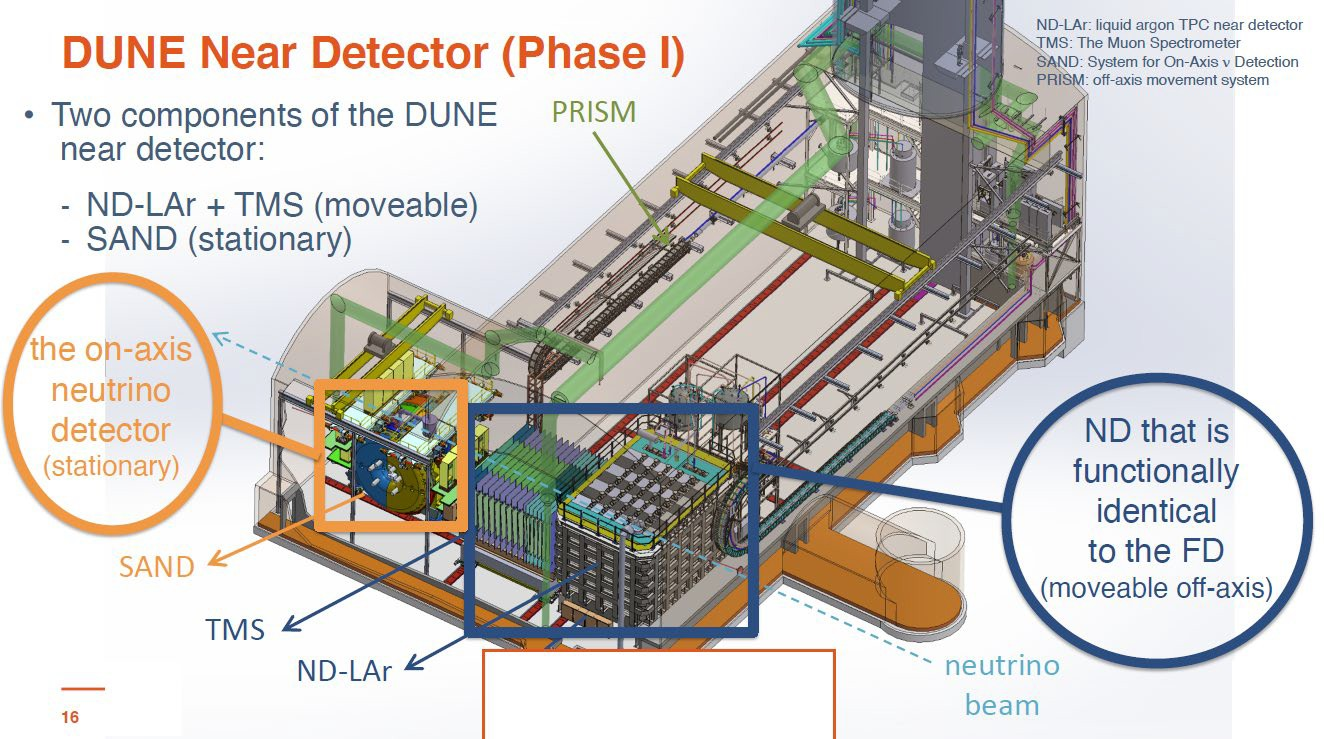 DUNE Near Detector (Phase I)
ND-LAr: liquid argon TPC near detector
TMS: The Muon Spectrometer
SAND: System for On-Axis ν Detection
PRISM: off-axis movement system
• Two components of the DUNE
near detector:
- ND-LAr + TMS (moveable)
- SAND (stationary)
PRISM
the on-axis
neutrino
detector
(stationary)
ND that is
functionally
identical
to the FD
(moveable off-axis)
SAND
TMS
ND-LAr
neutrino
beam
16